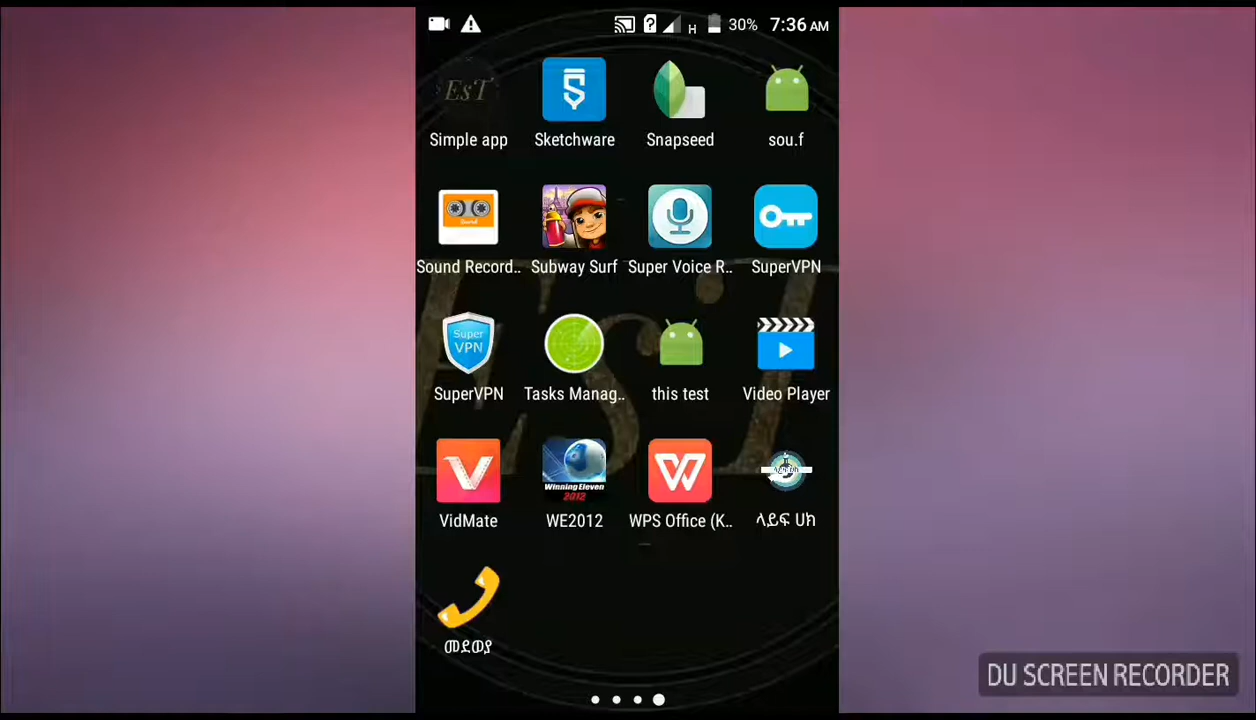 H 30% 7:36 AM
EsT
Simple app Sketchware Snapseed sou.f
Sound Record.. Subway Surf Super Voice R.. SuperVPN
Super VPN
SuperVPN Tasks Manag.. this test Video Player
Winning Eleven 2012
VidMate WE2012 WPS Office (K.. ላይፍ ሀክ
መደወያ
EsT
DU SCREEN RECORDER